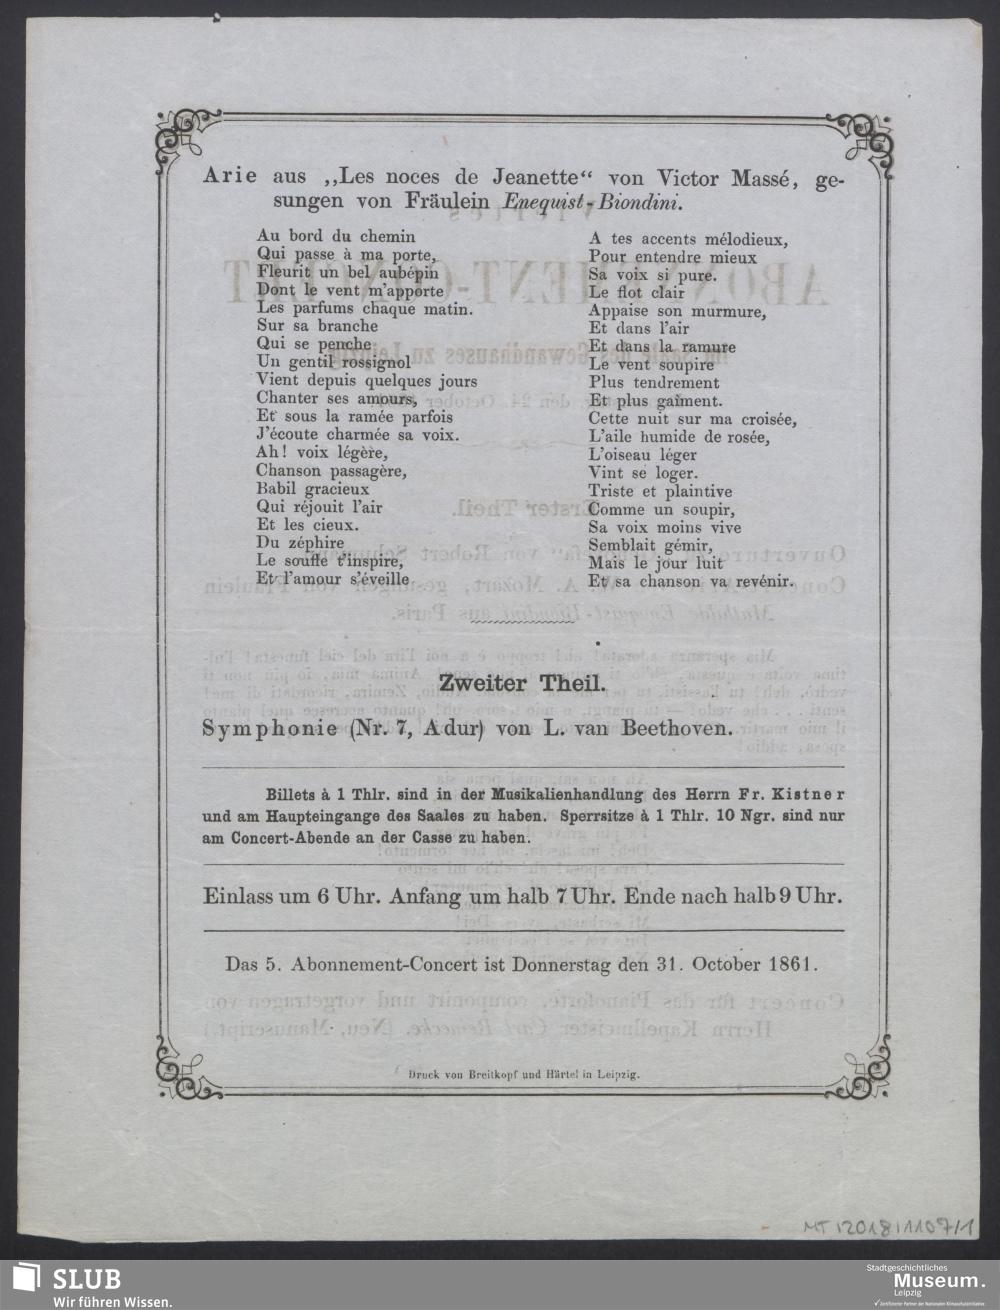 Arie aus ,,Les noces de Jeanette“ von Victor Massé, ge-
sungen von Fräulein Enequist-Biondini.
Au bord du chemin
Qui passe à ma porte,
Fleurit un bel aubépin
Dont le vent m'apporte
Les parfums chaque matin.
Sur sa branche
Qui se penche
Un gentil rossignol
Vient depuis quelques jours
Chanter ses amours,
Et sous la ramée parfois
J'écoute charmée sa voix.
Ah! voix légère,
Chanson passagère,
Babil gracieux
Qui réjouit l'air
Et les cieux.
Du zéphire
Le souffle t'inspire,
Et l'amour s'éveille
A tes accents mélodieux,
Pour entendre mieux
Sa voix si pure.
Le flot clair
Appaise son murmure,
Et dans l'air
Et dans la ramure
Le vent soupire
Plus tendrement
Et plus gaîment.
Cette nuit sur ma croisée,
L'aile humide de rosée,
L'oiseau léger
Vint se loger.
Triste et plaintive
Comme un soupir,
Sa voix moins vive
Semblait gémir,
Mais le jour luit
Et sa chanson va revénir.
Zweiter Theil.
Symphonie (Nr. 7, Adur) von L. van Beethoven.
Billets à 1 Thlr. sind in der Musikalienhandlung des Herrn Fr. Kistner
und am Haupteingange des Saales zu haben. Sperrsitze à 1 Thlr. 10 Ngr. sind nur
am Concert-Abende an der Casse zu haben.
Einlass um 6 Uhr. Anfang um halb 7 Uhr. Ende nach halb 9 Uhr.
Das 5. Abonnement-Concert ist Donnerstag den 31. October 1861.
Druck von Breitkopf und Härtel in Leipzig.
MT/2018/1107/1
SLUB
Wir führen Wissen.
Stadtgeschichtliches
Museum.
Leipzig
Zertifizierter Partner der Nationalen Klimaschutzinitiative